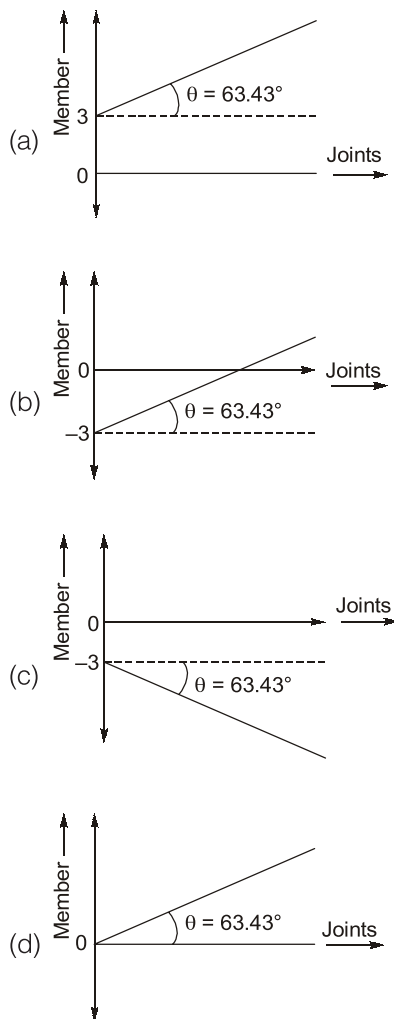 Member
θ = 63.43°
3
(a)
Joints
0
Member
0
Joints
(b)
θ = 63.43°
–3
Member
Joints
0
–3
(c)
θ = 63.43°
Member
θ = 63.43°
(d)
0
Joints